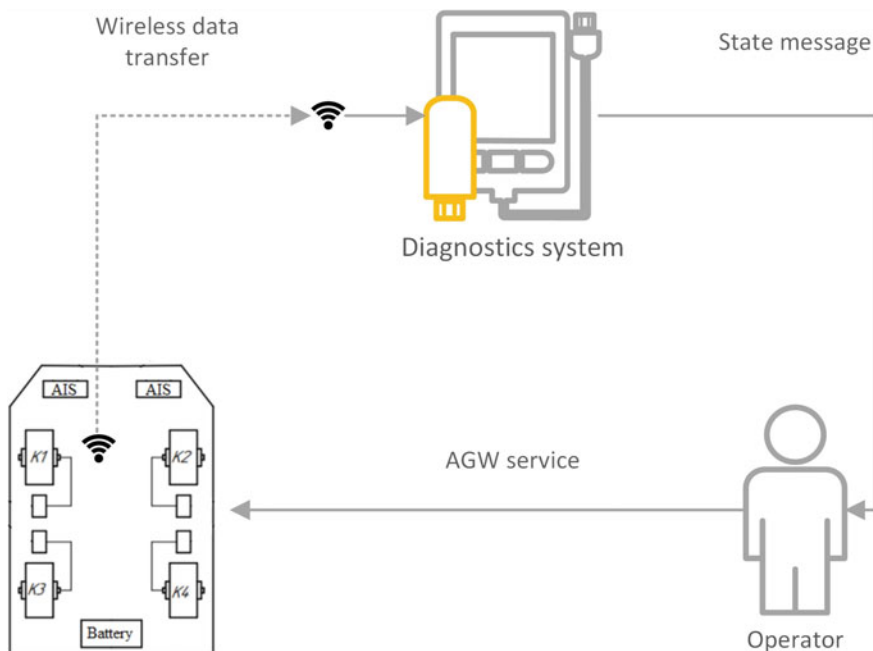 Wireless data
transfer
State message
Diagnostics system
AIS
AIS
K1
K2
AGW service
K3
K4
Battery
Operator